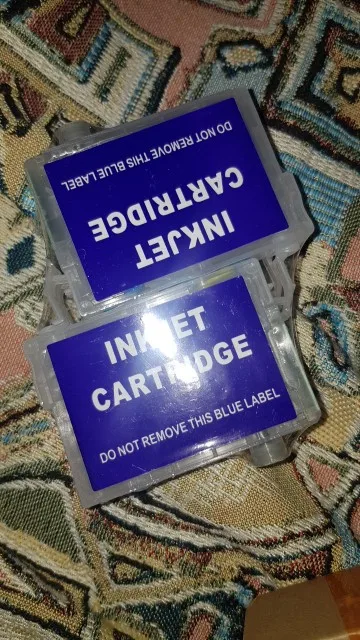 DO NOT REMOVE THIS BLUE LABEL
INKJET
CARTRIDGE
INKJET
CARTRIDGE
DO NOT REMOVE THIS BLUE LABEL